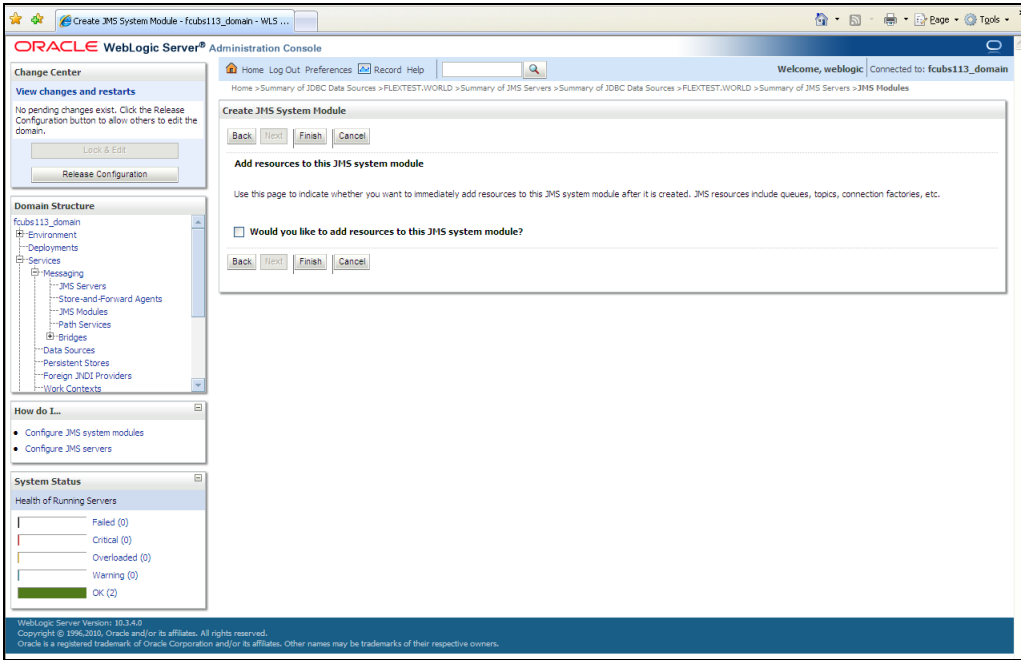 Create JMS System Module - fcubs113_domain - WLS ...
Page
Tools
ORACLE WebLogic Server® Administration Console
Change Center
View changes and restarts
No pending changes exist. Click the Release
Configuration button to allow others to edit the
domain.
Lock & Edit
Release Configuration
Domain Structure
fcubs113_domain
Environment
Deployments
Services
Messaging
JMS Servers
Store-and-Forward Agents
JMS Modules
Path Services
Bridges
Data Sources
Persistent Stores
Foreign JNDI Providers
Work Contexts
How do I...
Configure JMS system modules
Configure JMS servers
System Status
Health of Running Servers
Failed (0)
Critical (0)
Overloaded (0)
Warning (0)
OK (2)
Home Log Out Preferences Record Help
Welcome, weblogic Connected to: fcubs113_domain
Home >Summary of JDBC Data Sources >FLEXTEST.WORLD >Summary of JMS Servers >Summary of JDBC Data Sources >FLEXTEST.WORLD >Summary of JMS Servers >JMS Modules
Create JMS System Module
Back Next Finish Cancel
Add resources to this JMS system module
Use this page to indicate whether you want to immediately add resources to this JMS system module after it is created. JMS resources include queues, topics, connection factories, etc.
Would you like to add resources to this JMS system module?
Back Next Finish Cancel
WebLogic Server Version: 10.3.4.0
Copyright © 1996,2010, Oracle and/or its affiliates. All rights reserved.
Oracle is a registered trademark of Oracle Corporation and/or its affiliates. Other names may be trademarks of their respective owners.